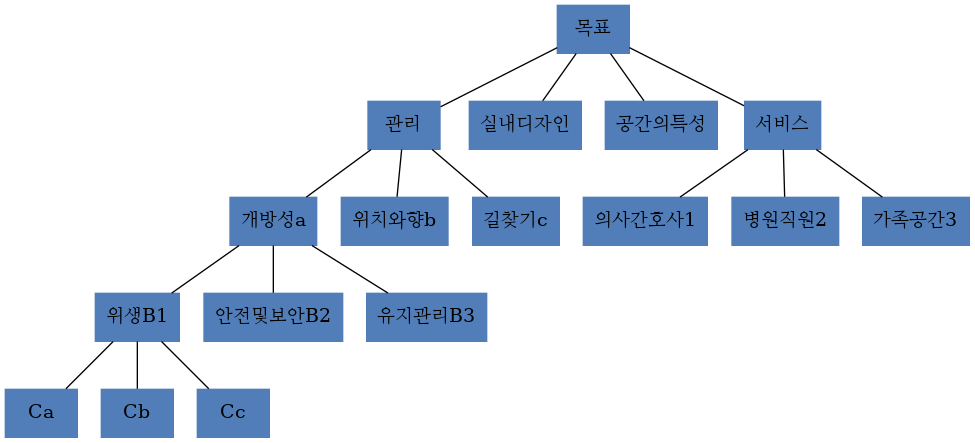 목표
관리
실내디자인
공간의특성
서비스
개방성a
위치와향b
길찾기c
의사간호사1
병원직원2
가족공간3
위생B1
안전및보안B2
유지관리B3
Ca
Cb
Cc